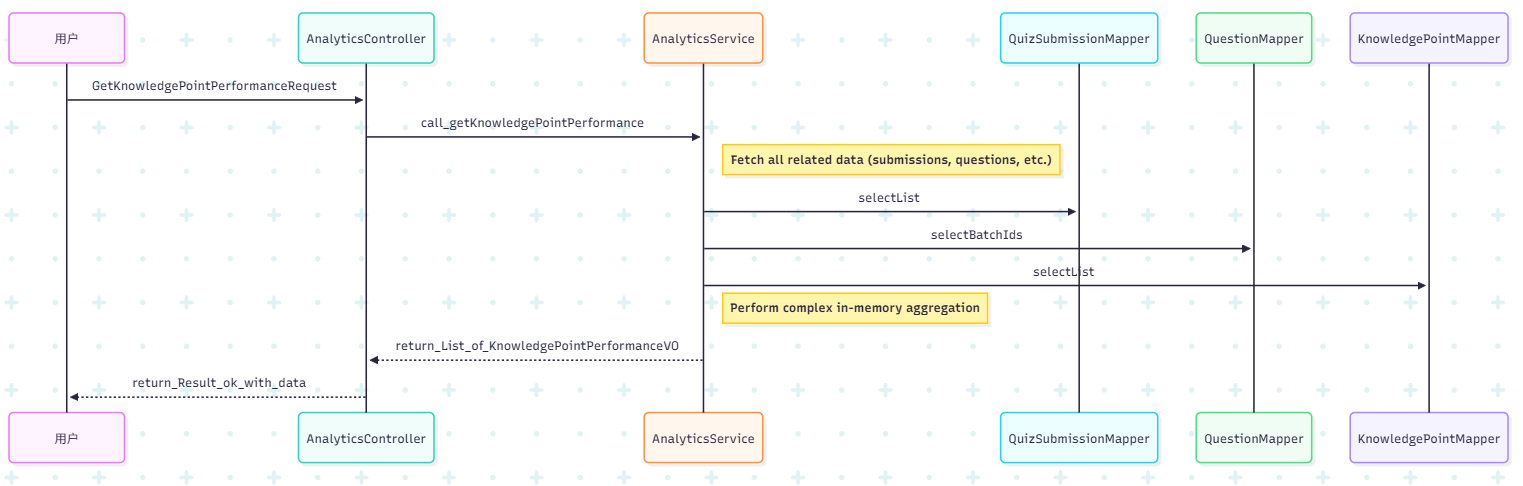 用户
AnalyticsController
AnalyticsService
QuizSubmissionMapper
QuestionMapper
KnowledgePointMapper
GetKnowledgePointPerformanceRequest
call_getKnowledgePointPerformance
Fetch all related data (submissions, questions, etc.)
selectList
selectBatchIds
selectList
Perform complex in-memory aggregation
return_List_of_KnowledgePointPerformanceVO
return_Result_ok_with_data
用户
AnalyticsController
AnalyticsService
QuizSubmissionMapper
QuestionMapper
KnowledgePointMapper